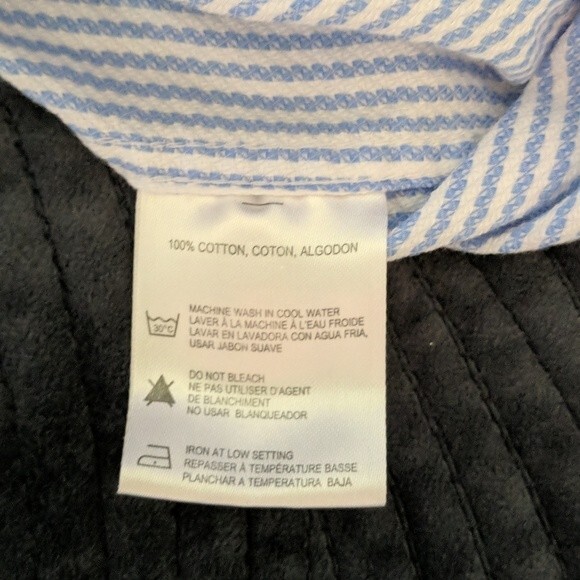 100% COTTON, COTON, ALGODON
30°C
MACHINE WASH IN COOL WATER
LAVER À LA MACHINE À L'EAU FROIDE
LAVAR EN LAVADORA CON AGUA FRIA,
USAR JABON SUAVE
DO NOT BLEACH
NE PAS UTILISER D'AGENT
DE BLANCHIMENT
NO USAR BLANQUEADOR
IRON AT LOW SETTING
REPASSER À TEMPÉRATURE BASSE
PLANCHAR A TEMPERATURA BAJA